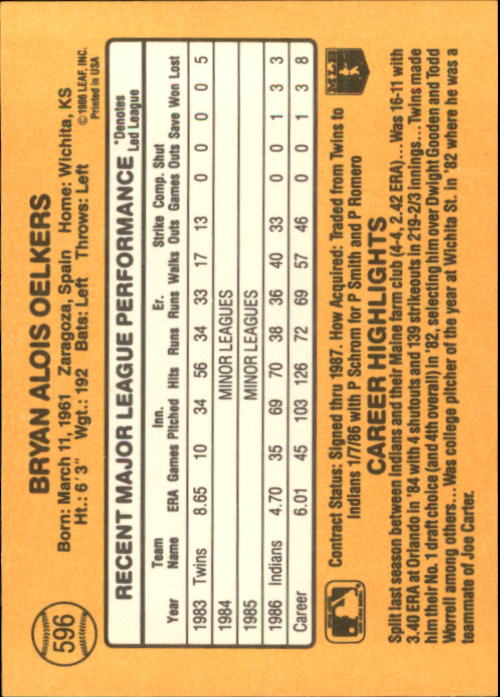 596
BRYAN ALOIS OELKERS
Born: March 11, 1961 Zaragoza, Spain Home: Wichita, KS
Ht.: 6'3" Wgt.: 192 Bats: Left Throws: Left
© 1986 LEAF, INC.
Printed in USA
RECENT MAJOR LEAGUE PERFORMANCE
*Denotes
Led League
Team Inn. Er. Strike Comp. Shut
Year Name ERA Games Pitched Hits Runs Runs Walks Outs Games Outs Save Won Lost
1983 Twins 8.65 10 34 56 34 33 17 13 0 0 0 0 5
1984 MINOR LEAGUES
1985 MINOR LEAGUES
1986 Indians 4.70 35 69 70 38 36 40 33 0 0 1 3 3
Career 6.01 45 103 126 72 69 57 46 0 0 1 3 8
Contract Status: Signed thru 1987. How Acquired: Traded from Twins to
Indians 1/7/86 with P Schrom for P Smith and P Romero
CAREER HIGHLIGHTS
Split last season between Indians and their Maine farm club (4-4, 2.42 ERA)... Was 16-11 with
3.40 ERA at Orlando in '84 with 4 shutouts and 139 strikeouts in 219-2/3 innings... Twins made
him their No. 1 draft choice (and 4th overall) in '82, selecting him over Dwight Gooden and Todd
Worrell among others... Was college pitcher of the year at Wichita St. in '82 where he was a
teammate of Joe Carter.